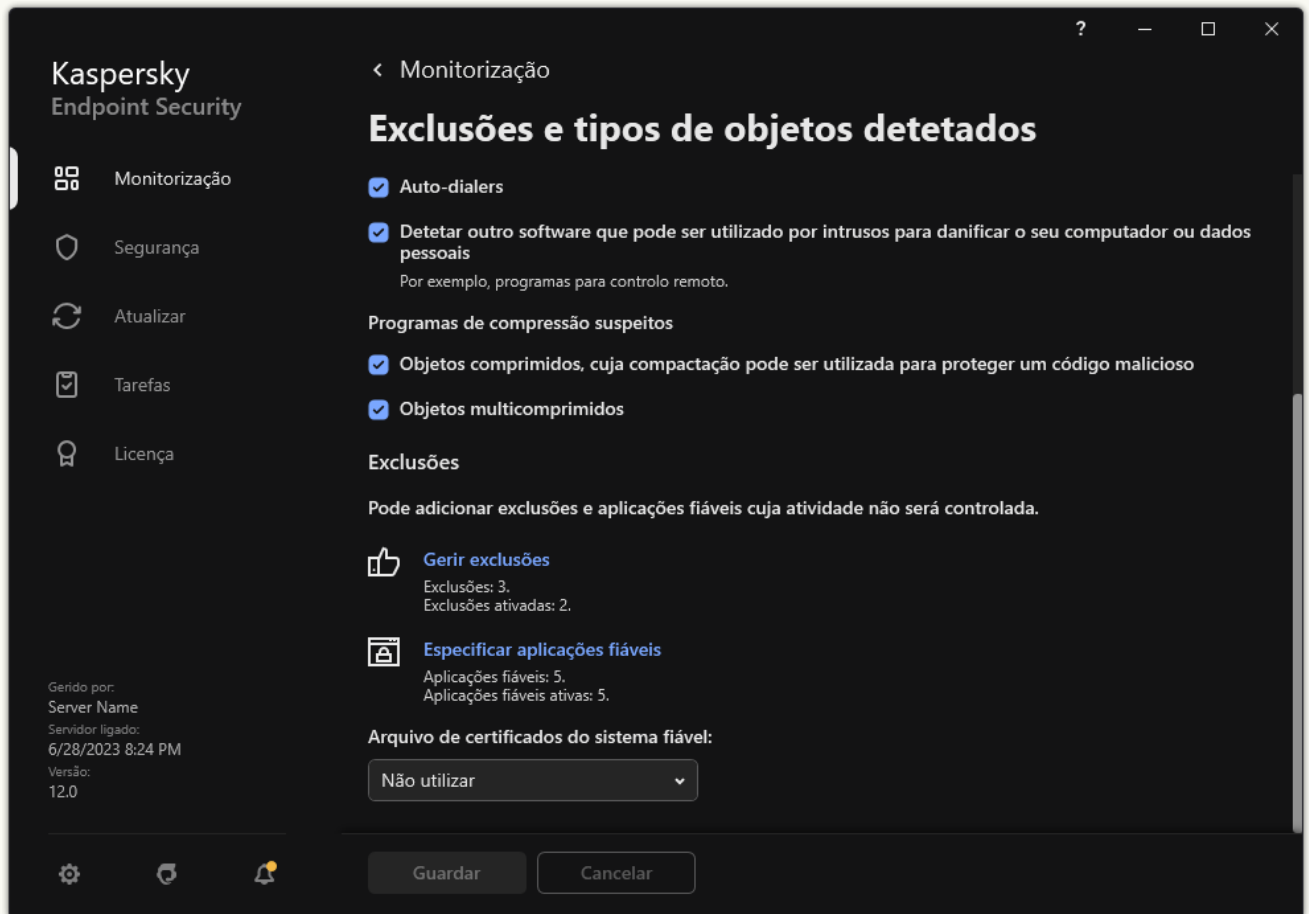 ?
Kaspersky
Endpoint Security
Monitorização
Segurança
Atualizar
Tarefas
Licença
Gerido por:
Server Name
Servidor ligado:
6/28/2023 8:24 PM
Versão:
12.0
Monitorização
Exclusões e tipos de objetos detetados
Auto-dialers
Detetar outro software que pode ser utilizado por intrusos para danificar o seu computador ou dados
pessoais
Por exemplo, programas para controlo remoto.
Programas de compressão suspeitos
Objetos comprimidos, cuja compactação pode ser utilizada para proteger um código malicioso
Objetos multicomprimidos
Exclusões
Pode adicionar exclusões e aplicações fiáveis cuja atividade não será controlada.
Gerir exclusões
Exclusões: 3.
Exclusões ativadas: 2.
Especificar aplicações fiáveis
Aplicações fiáveis: 5.
Aplicações fiáveis ativas: 5.
Arquivo de certificados do sistema fiável:
Não utilizar
Guardar
Cancelar